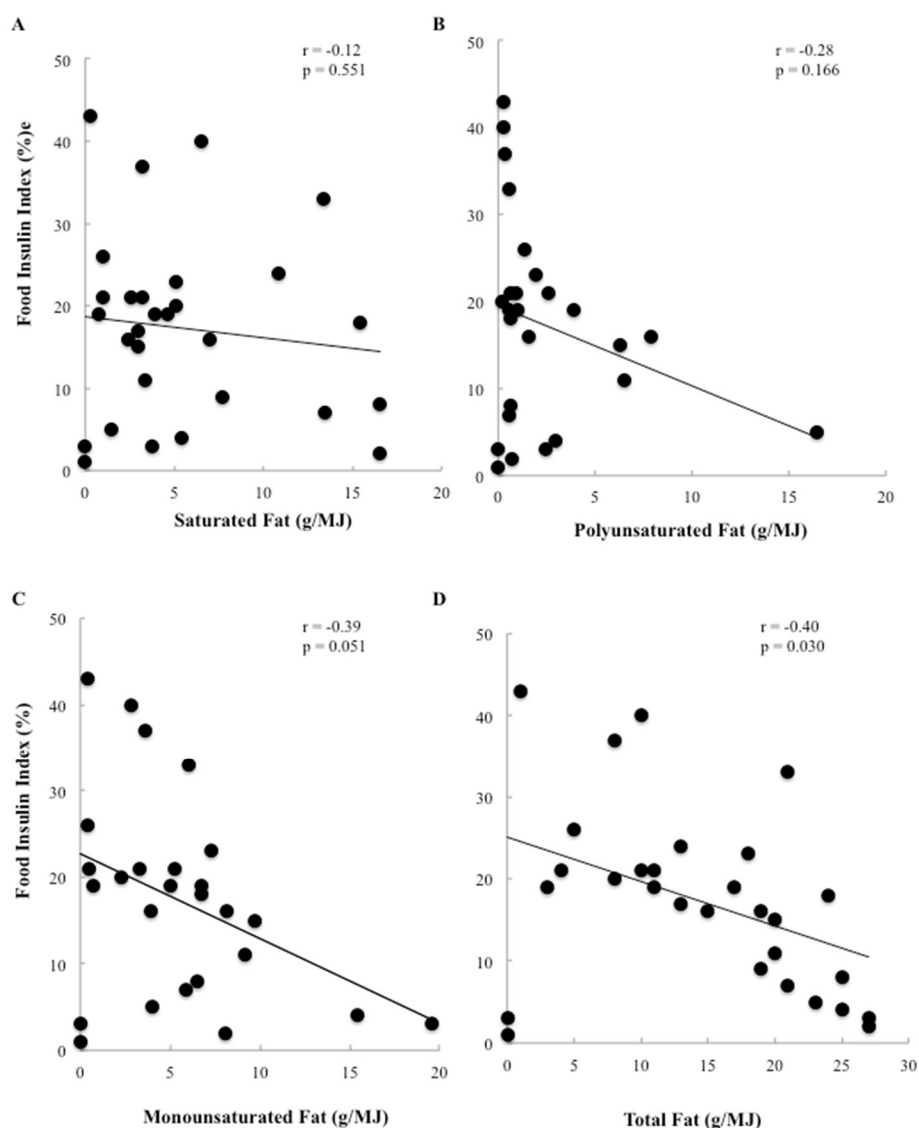 A
r = -0.12
p = 0.551
50
40
30
20
10
0
Food Insulin Index (%)e
0
5
10
15
20
Saturated Fat (g/MJ)
B
r = -0.28
p = 0.166
50
40
30
20
10
0
0
5
10
15
20
Polyunsaturated Fat (g/MJ)
C
r = -0.39
p = 0.051
50
40
30
20
10
0
Food Insulin Index (%)
0
5
10
15
20
Monounsaturated Fat (g/MJ)
D
r = -0.40
p = 0.030
50
40
30
20
10
0
0
5
10
15
20
25
30
Total Fat (g/MJ)